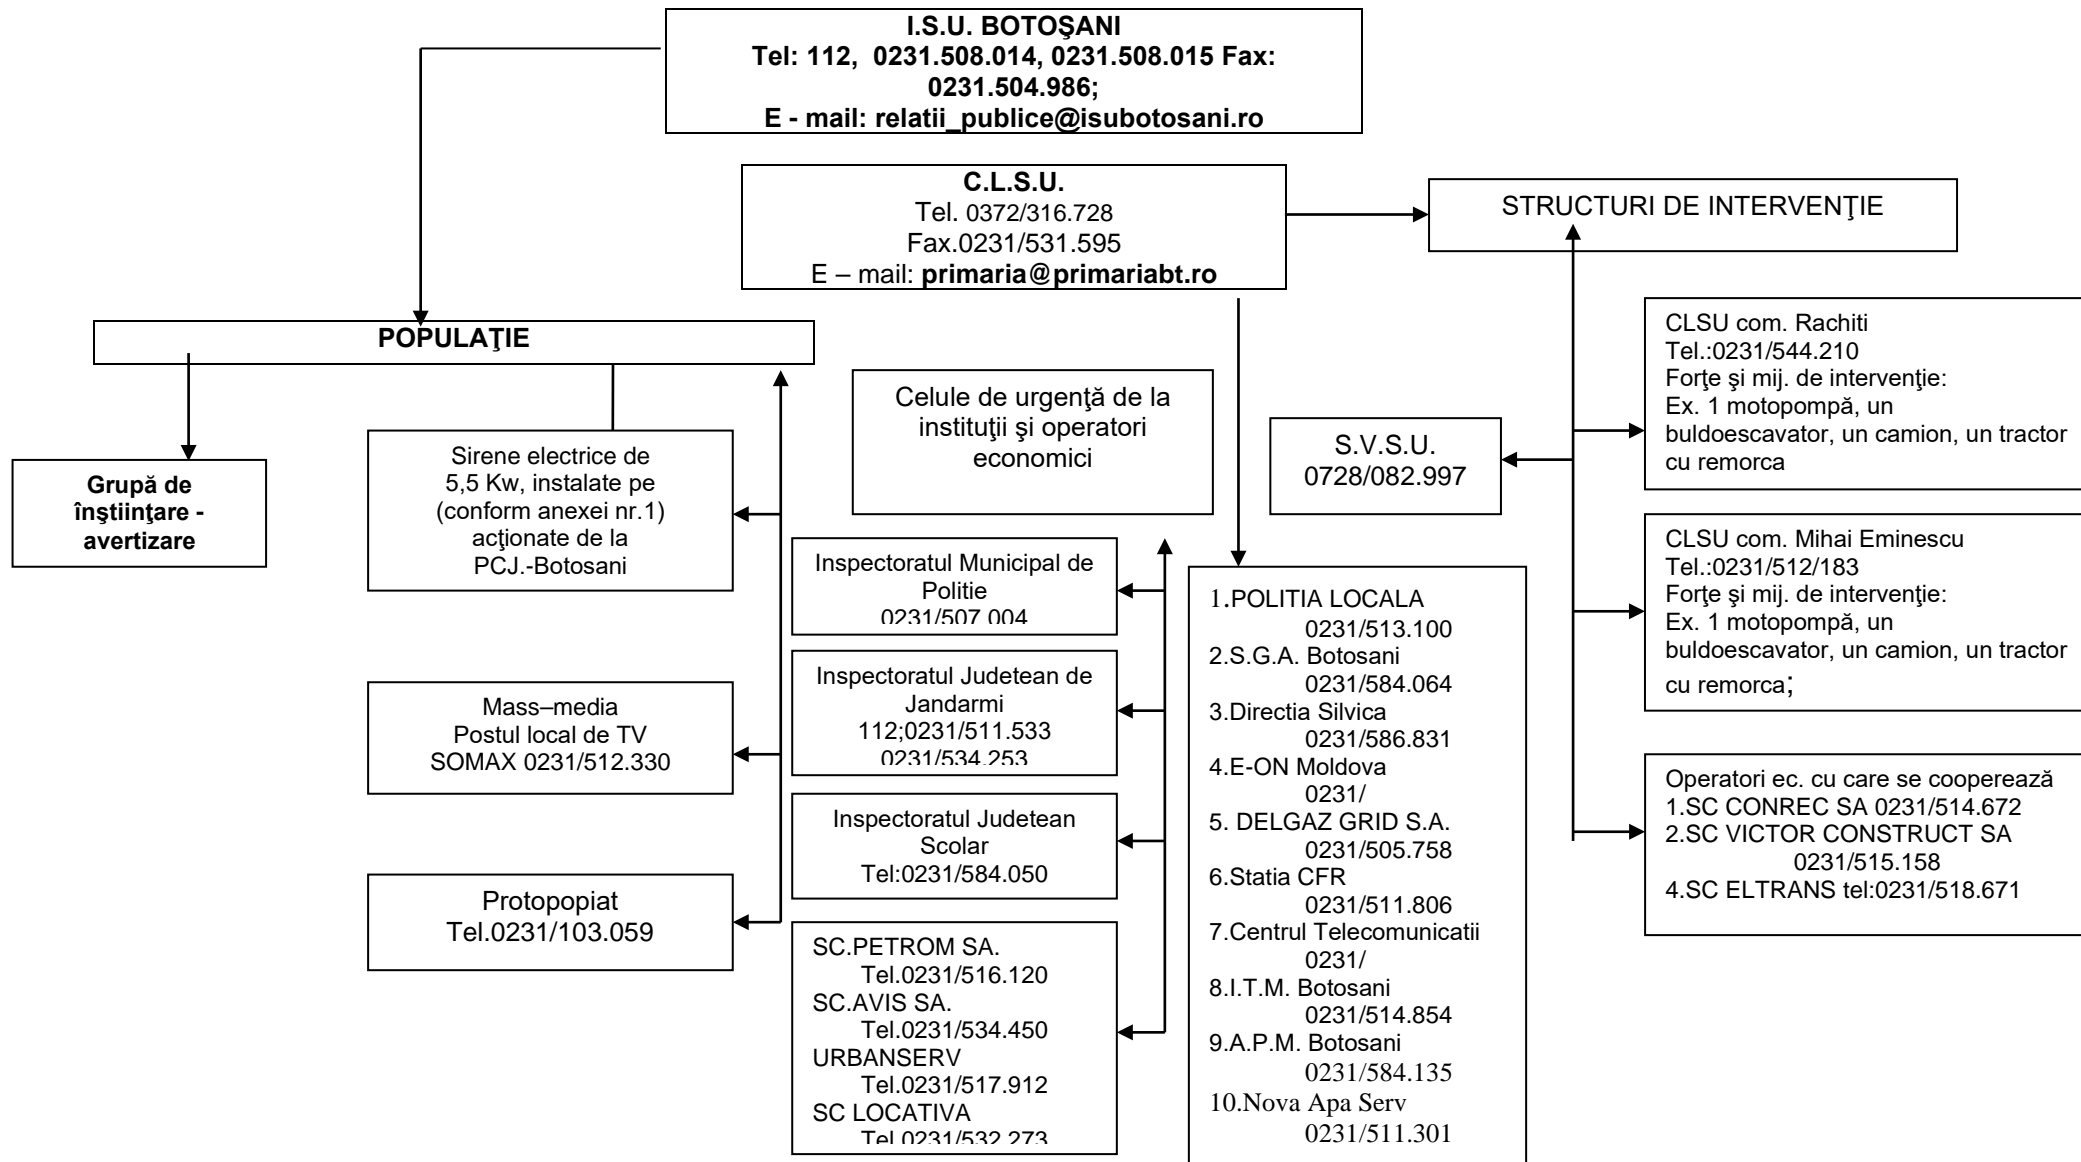 I.S.U. BOTOŞANI
Tel: 112,  0231.508.014, 0231.508.015 Fax:
0231.504.986;
E - mail: relatii_publice@isubotosani.ro
C.L.S.U.
Tel. 0372/316.728
Fax.0231/531.595
E – mail: primaria@primariabt.ro
STRUCTURI DE INTERVENŢIE
POPULAŢIE
Grupă de
înştiinţare -
avertizare
Sirene electrice de
5,5 Kw, instalate pe
(conform anexei nr.1)
acţionate de la
PCJ.-Botosani
Mass–media
Postul local de TV
SOMAX 0231/512.330
Protopopiat
Tel.0231/103.059
Celule de urgenţă de la
instituţii şi operatori
economici
Inspectoratul Municipal de
Politie
0231/507.004
Inspectoratul Judetean de
Jandarmi
112;0231/511.533
0231/534.253
Inspectoratul Judetean
Scolar
Tel:0231/584.050
SC.PETROM SA.
Tel.0231/516.120
SC.AVIS SA.
Tel.0231/534.450
URBANSERV
Tel.0231/517.912
SC LOCATIVA
Tel.0231/532.273
1.POLITIA LOCALA
0231/513.100
2.S.G.A. Botosani
0231/584.064
3.Directia Silvica
0231/586.831
4.E-ON Moldova
0231/
5. DELGAZ GRID S.A.
0231/505.758
6.Statia CFR
0231/511.806
7.Centrul Telecomunicatii
0231/
8.I.T.M. Botosani
0231/514.854
9.A.P.M. Botosani
0231/584.135
10.Nova Apa Serv
0231/511.301
S.V.S.U.
0728/082.997
CLSU com. Rachiti
Tel.:0231/544.210
Forţe şi mij. de intervenţie:
Ex. 1 motopompă, un
buldoescavator, un camion, un tractor
cu remorca
CLSU com. Mihai Eminescu
Tel.:0231/512/183
Forţe şi mij. de intervenţie:
Ex. 1 motopompă, un
buldoescavator, un camion, un tractor
cu remorca;
Operatori ec. cu care se cooperează
1.SC CONREC SA 0231/514.672
2.SC VICTOR CONSTRUCT SA
0231/515.158
4.SC ELTRANS tel:0231/518.671